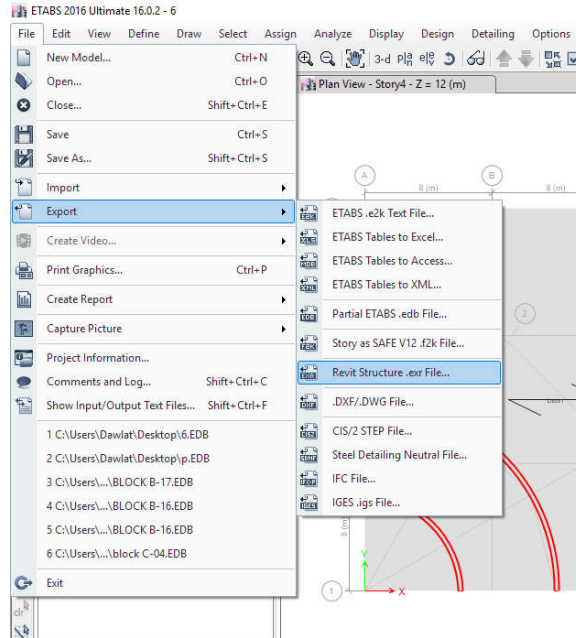 ETABS 2016 Ultimate 16.0.2 - 6
File Edit View Define Draw Select Assign Analyze Display Design Detailing Options
New Model... Ctrl+N
3-d
Open... Ctrl+O
Plan View - Story4 - Z = 12 (m)
Close... Shift+Ctrl+E
Save Ctrl+S
Save As... Shift+Ctrl+S
Import
A B
8 (m) 8 (m)
Export
ETABS .e2k Text File...
Create Video...
ETABS Tables to Excel...
Print Graphics... Ctrl+P
ETABS Tables to Access...
ETABS Tables to XML...
Create Report
Partial ETABS .edb File...
2
Capture Picture
Story as SAFE V12 .f2k File...
Project Information...
Revit Structure .exr File...
Comments and Log... Shift+Ctrl+C
Show Input/Output Text Files... Shift+Ctrl+F
.DXF/.DWG File...
1 C:\Users\Dawlat\Desktop\6.EDB
CIS/2 STEP File...
2 C:\Users\Dawlat\Desktop\p.EDB
Steel Detailing Neutral File...
3 C:\Users\...\BLOCK B-17.EDB
IFC File...
4 C:\Users\...\BLOCK B-16.EDB
IGES .igs File...
5 C:\Users\...\BLOCK B-16.EDB
8 (m)
6 C:\Users\...\block C-04.EDB
Y
Exit
1
X
clr